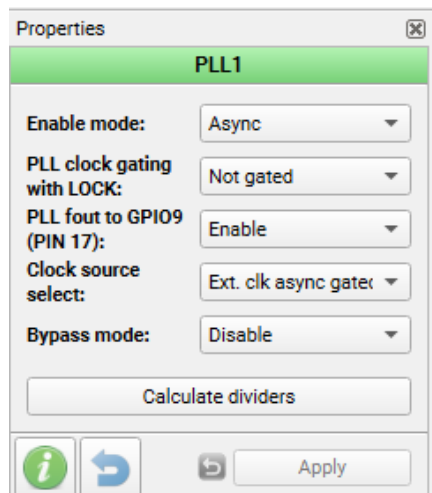 Properties
PLL1
Enable mode: Async
PLL clock gating
with LOCK: Not gated
PLL fout to GPIO9
(PIN 17): Enable
Clock source
select: Ext. clk async gated
Bypass mode: Disable
Calculate dividers
Apply